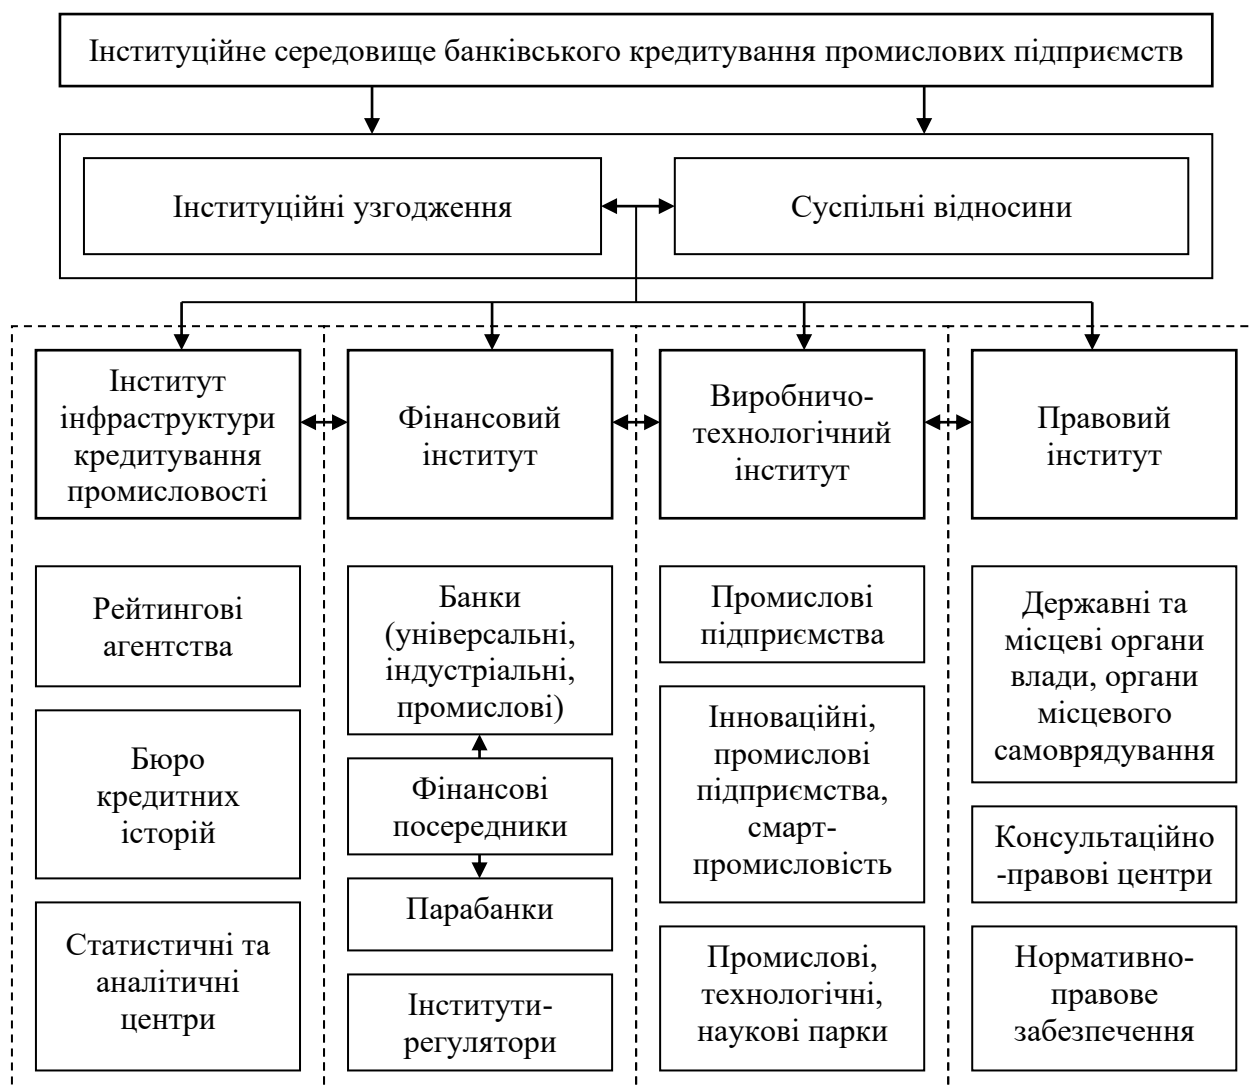 Інституційне середовище банківського кредитування промислових підприємств
Інституційні узгодження
Суспільні відносини
Інститут
інфраструктури
кредитування
промисловості
Фінансовий
інститут
Виробничо-
технологічний
інститут
Правовий
інститут
Рейтингові
агентства
Бюро
кредитних
історій
Статистичні та
аналітичні
центри
Банки
(універсальні,
індустріальні,
промислові)
Фінансові
посередники
Парабанки
Інститути-
регулятори
Промислові
підприємства
Інноваційні,
промислові
підприємства,
смарт-
промисловість
Промислові,
технологічні,
наукові парки
Державні та
місцеві органи
влади, органи
місцевого
самоврядування
Консультаційно
-правові центри
Нормативно-
правове
забезпечення